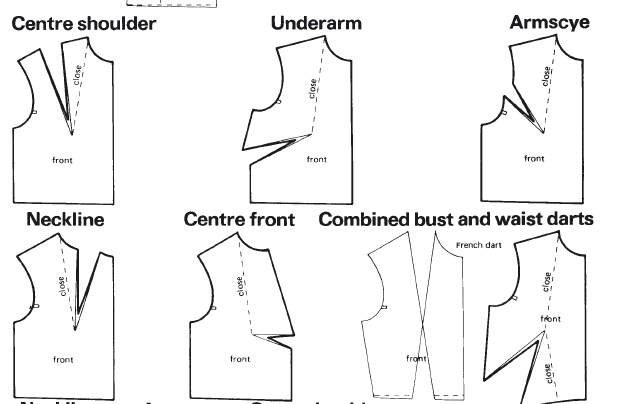 Centre shoulder
Underarm
Armscye
close
front
close
front
close
front
Neckline
Centre front
Combined bust and waist darts
close
front
close
front
French dart
front
close
front
close